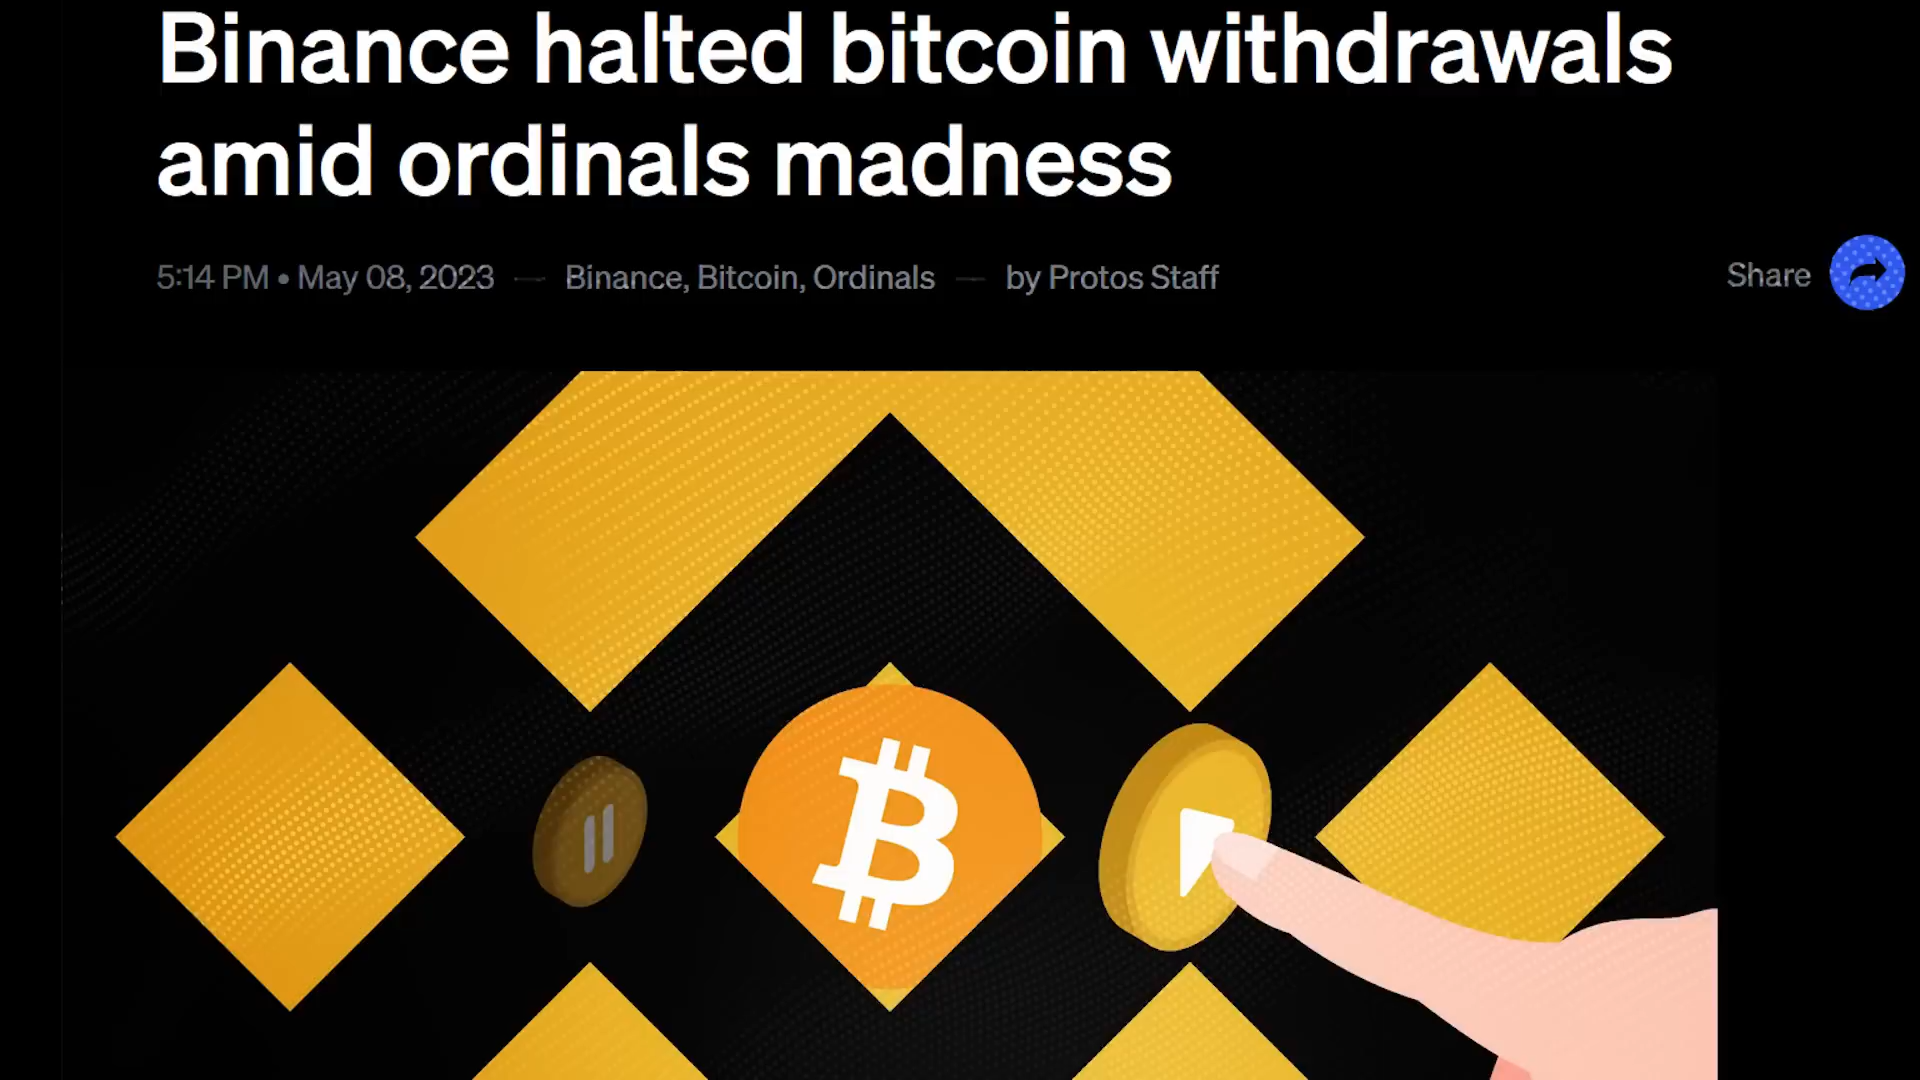 Binance halted bitcoin withdrawals
amid ordinals madness
5:14 PM • May 08, 2023 — Binance, Bitcoin, Ordinals — by Protos Staff
Share